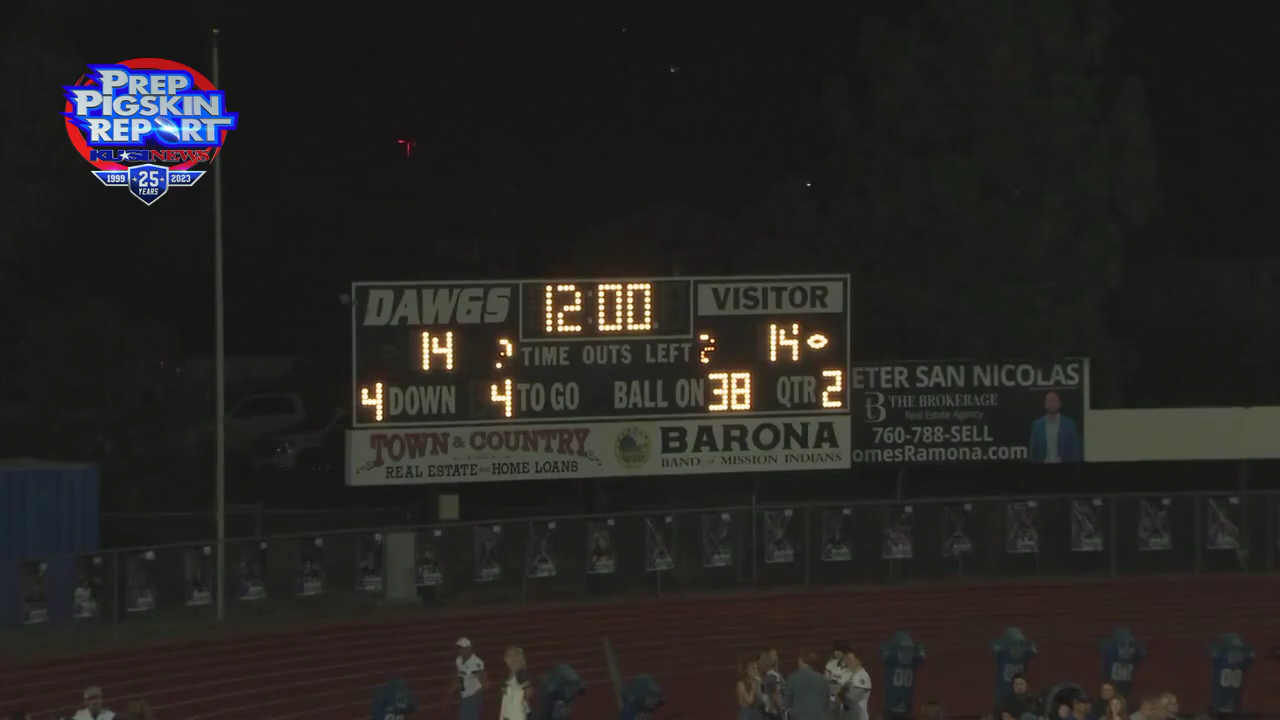 PREP
PIGSKIN
REPORT
KUSI NEWS
1999 25 2023
YEARS
DAWGS 12:00 VISITOR
14 TIME OUTS LEFT 2 14
4 DOWN 4 TO GO BALL ON 38 QTR 2
TOWN & COUNTRY
REAL ESTATE AND HOME LOANS
BARONA
BAND of MISSION INDIANS
ETER SAN NICOLAS
B THE BROKERAGE
Real Estate Agency
760-788-SELL
omesRamona.com